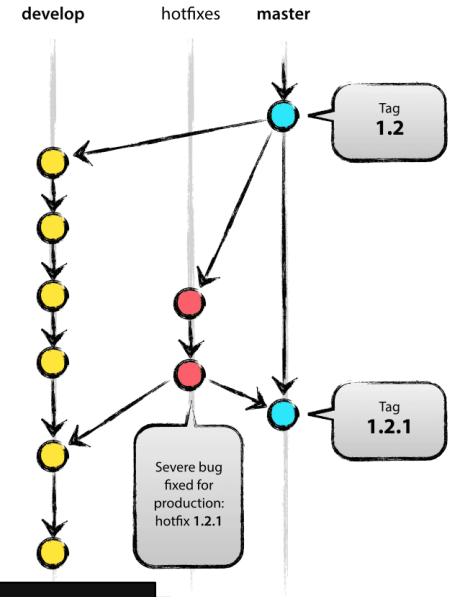 develop
hotfixes
master
Tag
1.2
Tag
1.2.1
Severe bug
fixed for
production:
hotfix 1.2.1